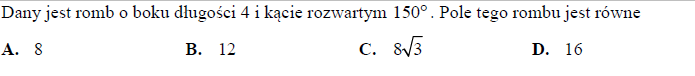 Dany jest romb o boku długości 4 i kącie rozwartym 150°. Pole tego rombu jest równe
A. 8 B. 12 C. 8√3 D. 16